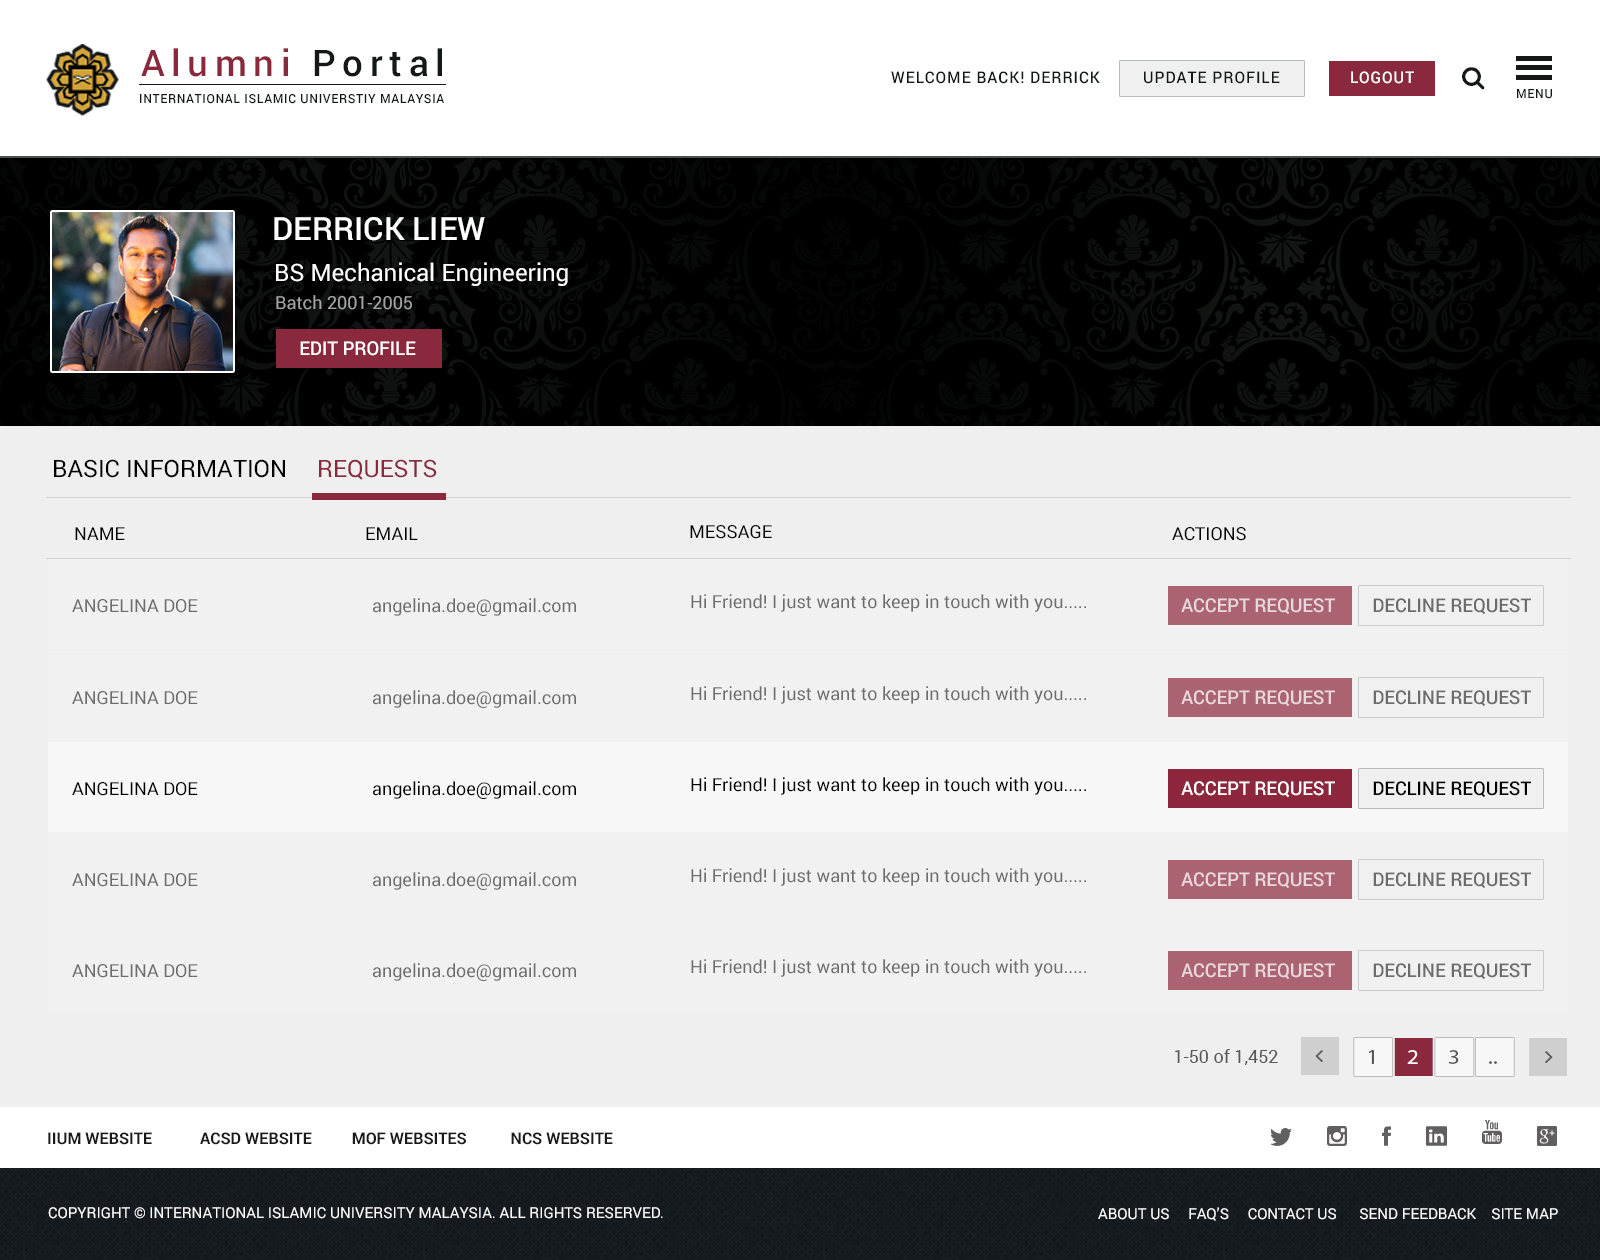 Alumni Portal
INTERNATIONAL ISLAMIC UNIVERSTIY MALAYSIA
WELCOME BACK! DERRICK
UPDATE PROFILE
LOGOUT
MENU
DERRICK LIEW
BS Mechanical Engineering
Batch 2001-2005
EDIT PROFILE
BASIC INFORMATION REQUESTS
NAME EMAIL MESSAGE ACTIONS
ANGELINA DOE angelina.doe@gmail.com Hi Friend! I just want to keep in touch with you..... ACCEPT REQUEST DECLINE REQUEST
ANGELINA DOE angelina.doe@gmail.com Hi Friend! I just want to keep in touch with you..... ACCEPT REQUEST DECLINE REQUEST
ANGELINA DOE angelina.doe@gmail.com Hi Friend! I just want to keep in touch with you..... ACCEPT REQUEST DECLINE REQUEST
ANGELINA DOE angelina.doe@gmail.com Hi Friend! I just want to keep in touch with you..... ACCEPT REQUEST DECLINE REQUEST
ANGELINA DOE angelina.doe@gmail.com Hi Friend! I just want to keep in touch with you..... ACCEPT REQUEST DECLINE REQUEST
1-50 of 1,452 < 1 2 3 .. >
IIUM WEBSITE ACSD WEBSITE MOF WEBSITES NCS WEBSITE
f in You Tube g+
COPYRIGHT © INTERNATIONAL ISLAMIC UNIVERSITY MALAYSIA. ALL RIGHTS RESERVED.
ABOUT US FAQ'S CONTACT US SEND FEEDBACK SITE MAP